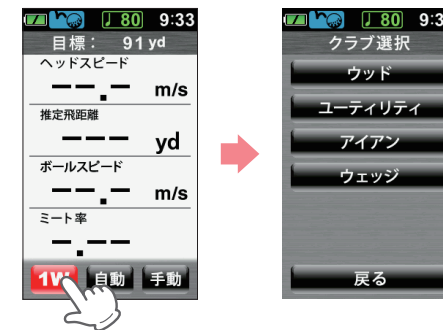 ♩80 9:33
目標： 91 yd
ヘッドスピード
--.- m/s
推定飛距離
--- yd
ボールスピード
--.- m/s
ミート率
-.--
1W 自動 手動
♩80 9:3
クラブ選択
ウッド
ユーティリティ
アイアン
ウェッジ
戻る